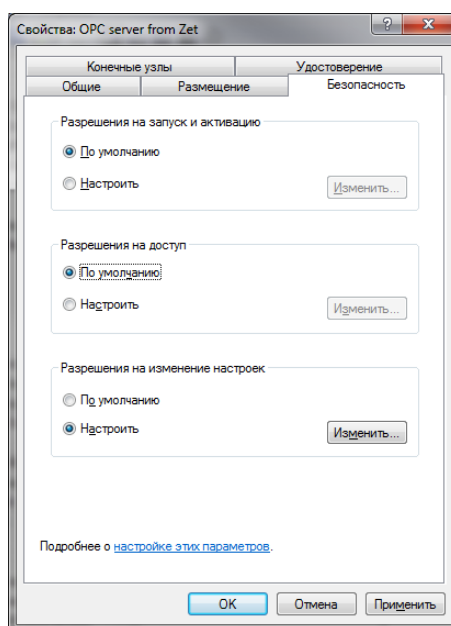 Свойства: OPC server from Zet
Конечные узлы
Удостоверение
Общие
Размещение
Безопасность
Разрешения на запуск и активацию
По умолчанию
Настроить
Изменить...
Разрешения на доступ
По умолчанию
Настроить
Изменить...
Разрешения на изменение настроек
По умолчанию
Настроить
Изменить...
Подробнее о настройке этих параметров.
OK
Отмена
Применить